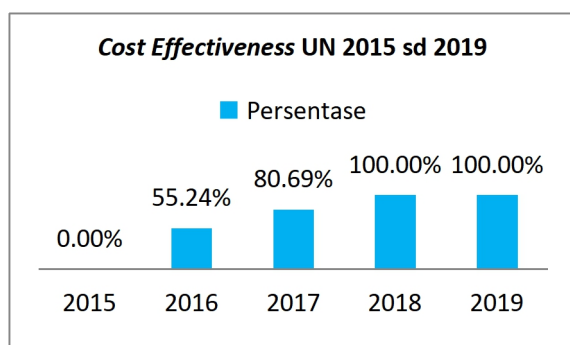 Cost Effectiveness UN 2015 sd 2019
Persentase
0.00% 55.24% 80.69% 100.00% 100.00%
2015 2016 2017 2018 2019